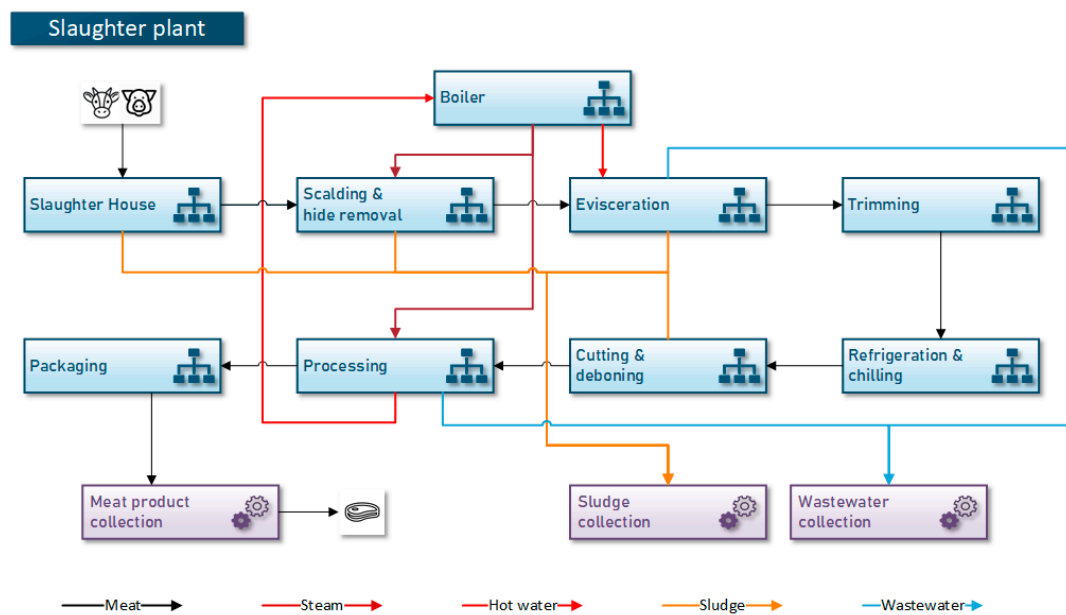 Slaughter plant
Boiler
Slaughter House
Scalding &
hide removal
Evisceration
Trimming
Packaging
Processing
Cutting &
deboning
Refrigeration &
chilling
Meat product
collection
Sludge
collection
Wastewater
collection
Meat
Steam
Hot water
Sludge
Wastewater